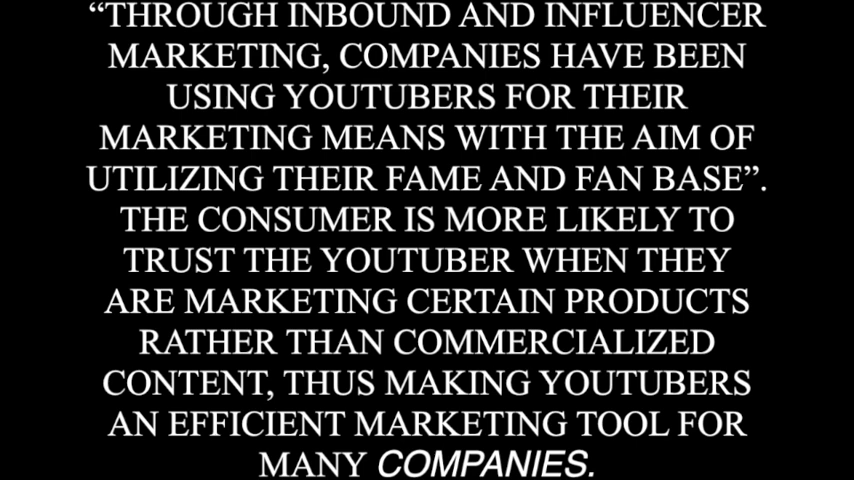 “THROUGH INBOUND AND INFLUENCER
MARKETING, COMPANIES HAVE BEEN
USING YOUTUBERS FOR THEIR
MARKETING MEANS WITH THE AIM OF
UTILIZING THEIR FAME AND FAN BASE”.
THE CONSUMER IS MORE LIKELY TO
TRUST THE YOUTUBER WHEN THEY
ARE MARKETING CERTAIN PRODUCTS
RATHER THAN COMMERCIALIZED
CONTENT, THUS MAKING YOUTUBERS
AN EFFICIENT MARKETING TOOL FOR
MANY COMPANIES.